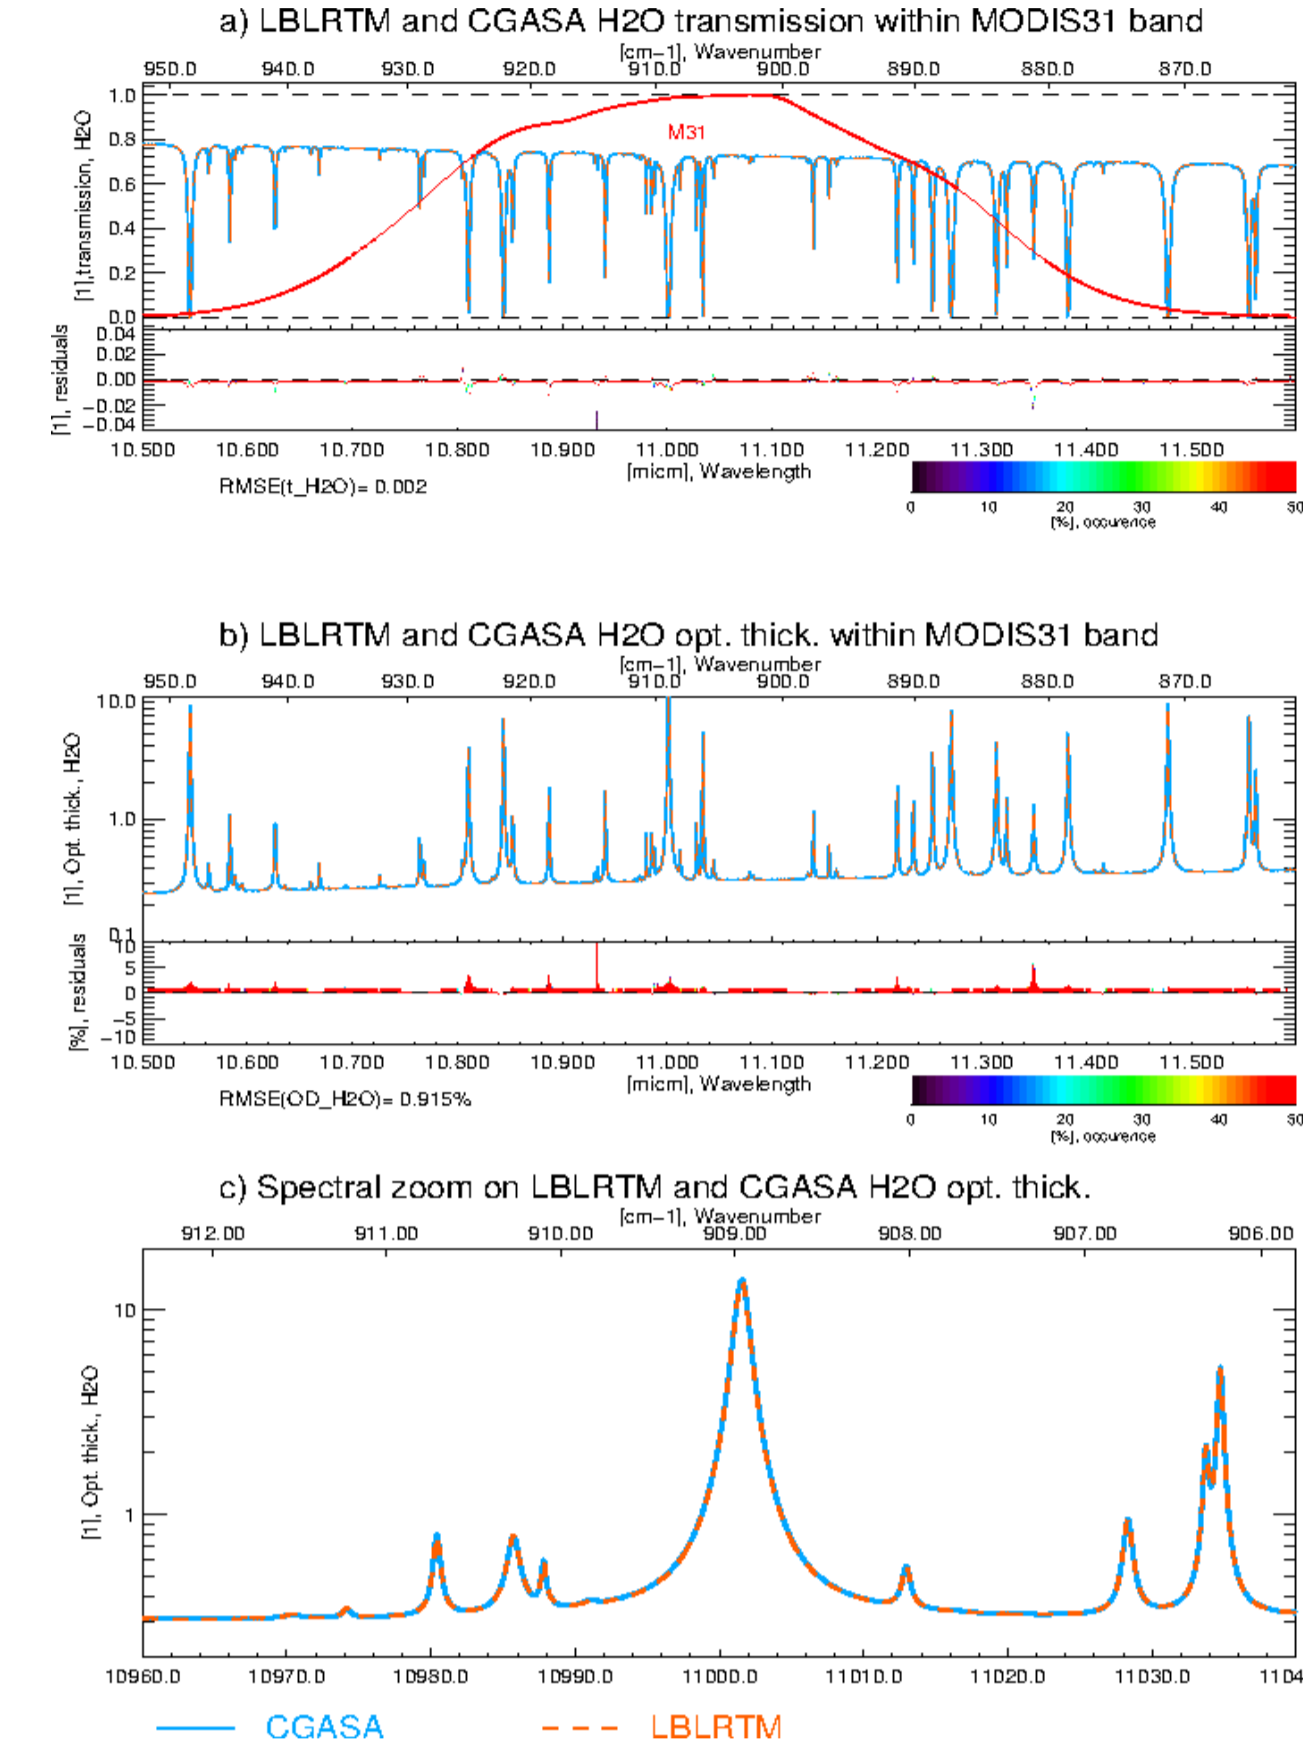 a) LBLRTM and CGASA H2O transmission within MODIS31 band
[cm−1], Wavenumber
950.0 940.0 930.0 920.0 910.0 900.0 890.0 880.0 870.0
[1],transmission, H2O
1.0
0.8
0.6
0.4
0.2
0.0
M31
[1], residuals
0.04
0.02
0.00
−0.02
−0.04
10.500 10.600 10.700 10.800 10.900 11.000 11.100 11.200 11.300 11.400 11.500
[micm], Wavelength
RMSE(t_H2O)= 0.002
0 10 20 30 40 50
[%], occurence
b) LBLRTM and CGASA H2O opt. thick. within MODIS31 band
[cm−1], Wavenumber
950.0 940.0 930.0 920.0 910.0 900.0 890.0 880.0 870.0
[1], Opt. thick., H2O
10.0
1.0
0.1
[%], residuals
10
5
0
−5
−10
10.500 10.600 10.700 10.800 10.900 11.000 11.100 11.200 11.300 11.400 11.500
[micm], Wavelength
RMSE(OD_H2O)= 0.915%
0 10 20 30 40 50
[%], occurence
c) Spectral zoom on LBLRTM and CGASA H2O opt. thick.
[cm−1], Wavenumber
912.00 911.00 910.00 909.00 908.00 907.00 906.00
[1], Opt. thick., H2O
10
1
10960.0 10970.0 10980.0 10990.0 11000.0 11010.0 11020.0 11030.0 1104
CGASA LBLRTM